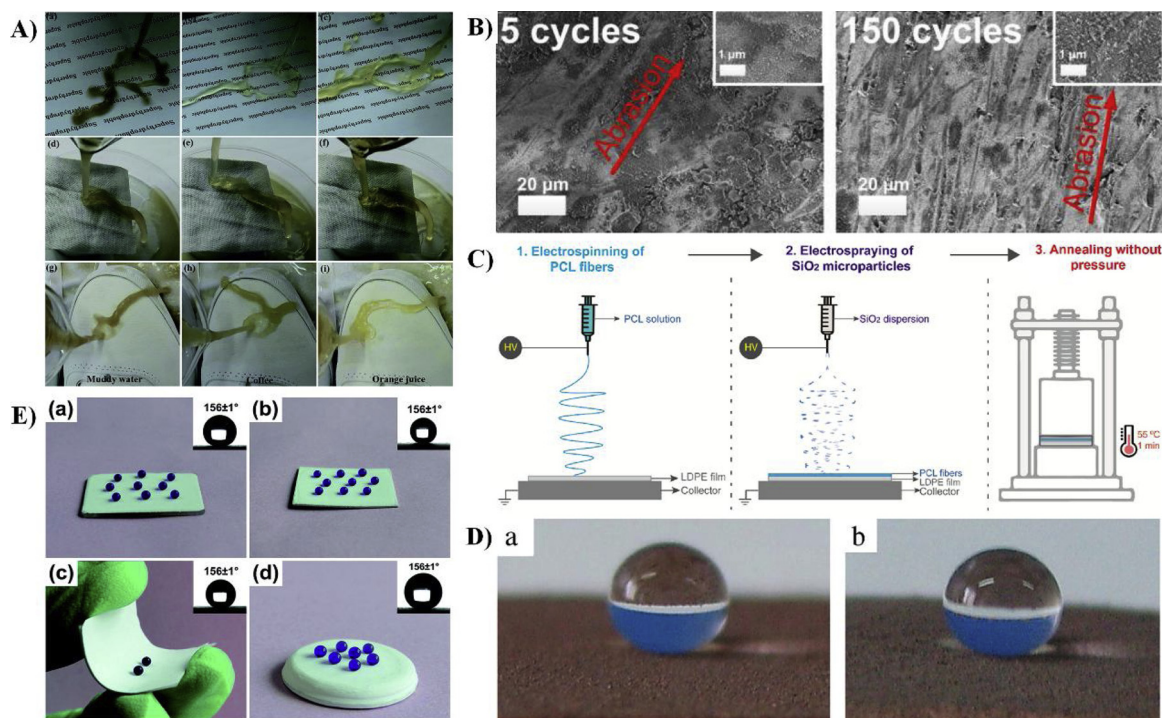 A)
(a)
(c)
Superhydrophobic
(d)
(e)
(f)
(g)
(h)
(i)
Muddy water
Coffee
Orange juice
B)
5 cycles
1 µm
Abrasion
20 µm
150 cycles
1 µm
Abrasion
20 µm
C)
1. Electrospinning of
PCL fibers
2. Electrospraying of
SiO₂ microparticles
3. Annealing without
pressure
PCL solution
HV
LDPE film
Collector
SiO₂ dispersion
HV
PCL fibers
LDPE film
Collector
55 ºC
1 min
E)
(a)
156±1°
(b)
156±1°
(c)
156±1°
(d)
156±1°
D)
a
b